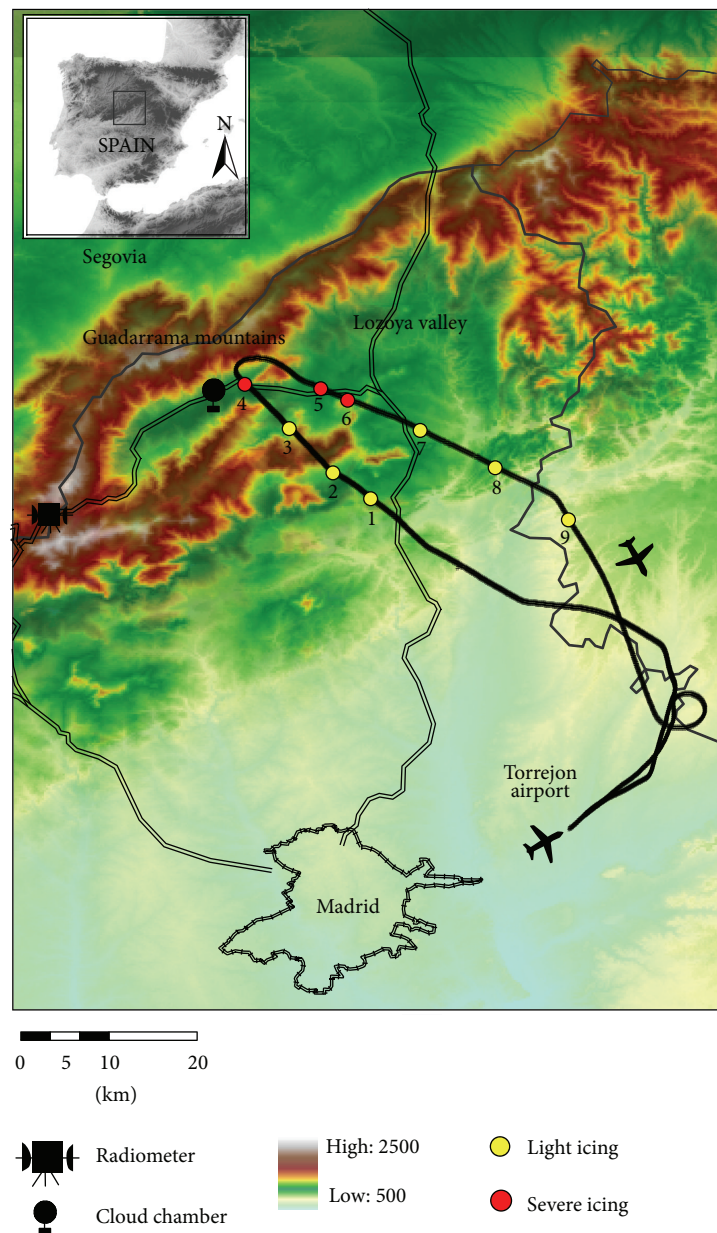 N
SPAIN
Segovia
Guadarrama mountains
Lozoya valley
4
5
6
3
7
2
8
1
9
Torrejon
airport
Madrid
0 5 10 20
(km)
Radiometer
Cloud chamber
High: 2500
Low: 500
Light icing
Severe icing